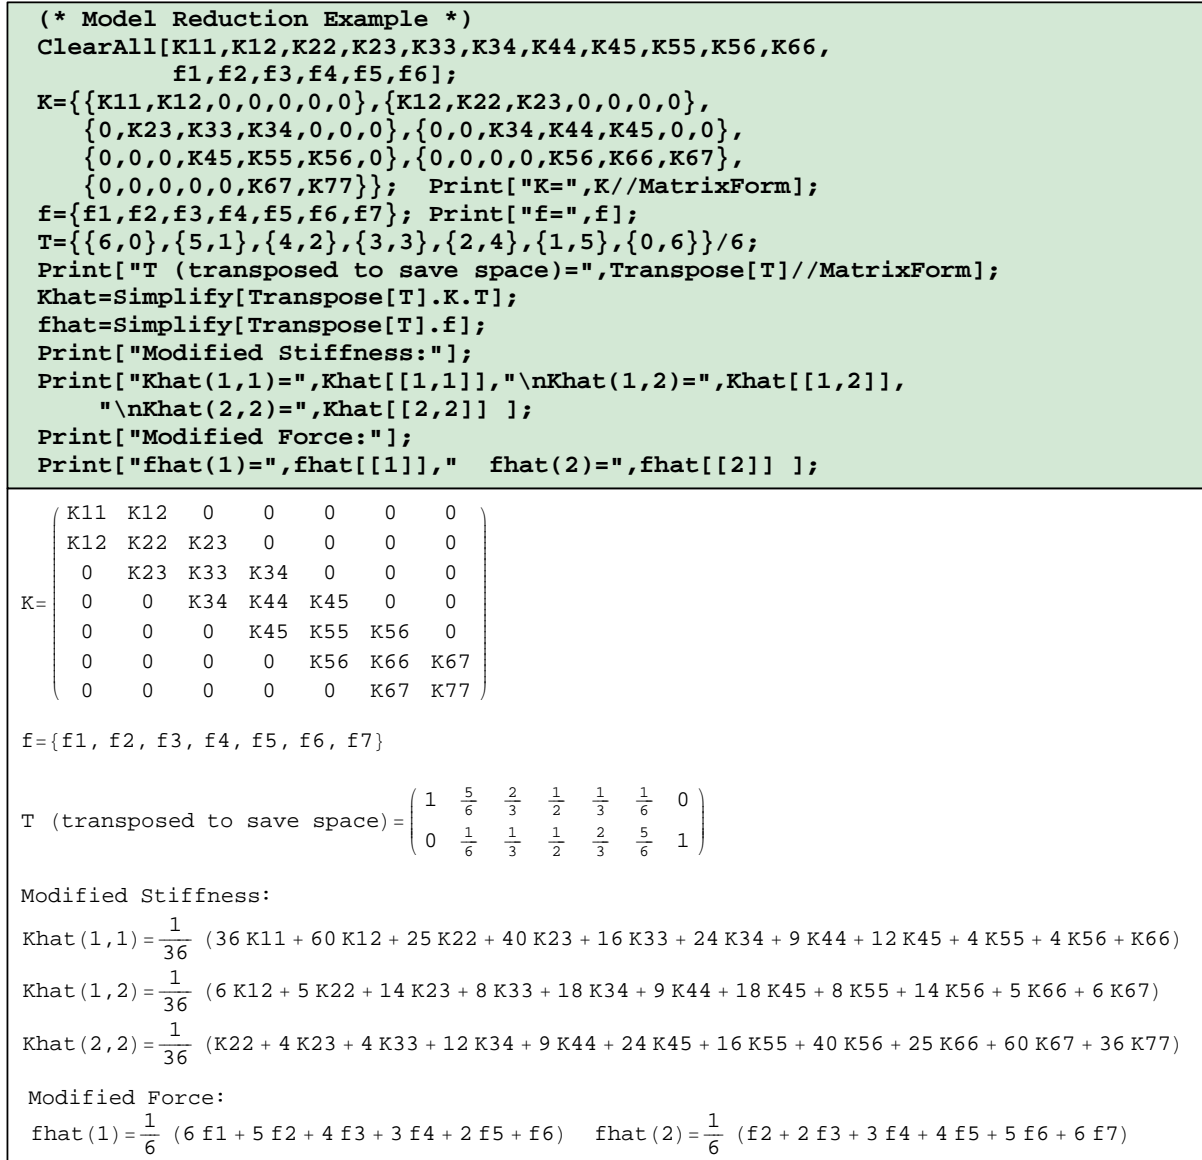 (* Model Reduction Example *)
ClearAll[K11,K12,K22,K23,K33,K34,K44,K45,K55,K56,K66,
f1,f2,f3,f4,f5,f6];
K={{K11,K12,0,0,0,0,0},{K12,K22,K23,0,0,0,0},
{0,K23,K33,K34,0,0,0},{0,0,K34,K44,K45,0,0},
{0,0,0,K45,K55,K56,0},{0,0,0,0,K56,K66,K67},
{0,0,0,0,0,K67,K77}}; Print["K=",K//MatrixForm];
f={f1,f2,f3,f4,f5,f6,f7}; Print["f=",f];
T={{6,0},{5,1},{4,2},{3,3},{2,4},{1,5},{0,6}}/6;
Print["T (transposed to save space)=",Transpose[T]//MatrixForm];
Khat=Simplify[Transpose[T].K.T];
fhat=Simplify[Transpose[T].f];
Print["Modified Stiffness:"];
Print["Khat(1,1)=",Khat[[1,1]],"\nKhat(1,2)=",Khat[[1,2]],
"\nKhat(2,2)=",Khat[[2,2]] ];
Print["Modified Force:"];
Print["fhat(1)=",fhat[[1]]," fhat(2)=",fhat[[2]] ];
K11 K12 0 0 0 0 0
K12 K22 K23 0 0 0 0
0 K23 K33 K34 0 0 0
K= 0 0 K34 K44 K45 0 0
0 0 0 K45 K55 K56 0
0 0 0 0 K56 K66 K67
0 0 0 0 0 K67 K77
f={f1, f2, f3, f4, f5, f6, f7}
T (transposed to save space)= ( 1 5/6 2/3 1/2 1/3 1/6 0
0 1/6 1/3 1/2 2/3 5/6 1 )
Modified Stiffness:
Khat(1,1)= 1/36 (36 K11 + 60 K12 + 25 K22 + 40 K23 + 16 K33 + 24 K34 + 9 K44 + 12 K45 + 4 K55 + 4 K56 + K66)
Khat(1,2)= 1/36 (6 K12 + 5 K22 + 14 K23 + 8 K33 + 18 K34 + 9 K44 + 18 K45 + 8 K55 + 14 K56 + 5 K66 + 6 K67)
Khat(2,2)= 1/36 (K22 + 4 K23 + 4 K33 + 12 K34 + 9 K44 + 24 K45 + 16 K55 + 40 K56 + 25 K66 + 60 K67 + 36 K77)
Modified Force:
fhat(1)= 1/6 (6 f1 + 5 f2 + 4 f3 + 3 f4 + 2 f5 + f6) fhat(2)= 1/6 (f2 + 2 f3 + 3 f4 + 4 f5 + 5 f6 + 6 f7)